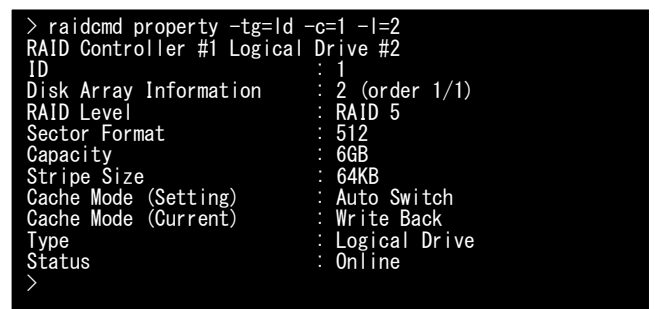 > raidcmd property -tg=ld -c=1 -l=2
RAID Controller #1 Logical Drive #2
ID : 1
Disk Array Information : 2 (order 1/1)
RAID Level : RAID 5
Sector Format : 512
Capacity : 6GB
Stripe Size : 64KB
Cache Mode (Setting) : Auto Switch
Cache Mode (Current) : Write Back
Type : Logical Drive
Status : Online
>